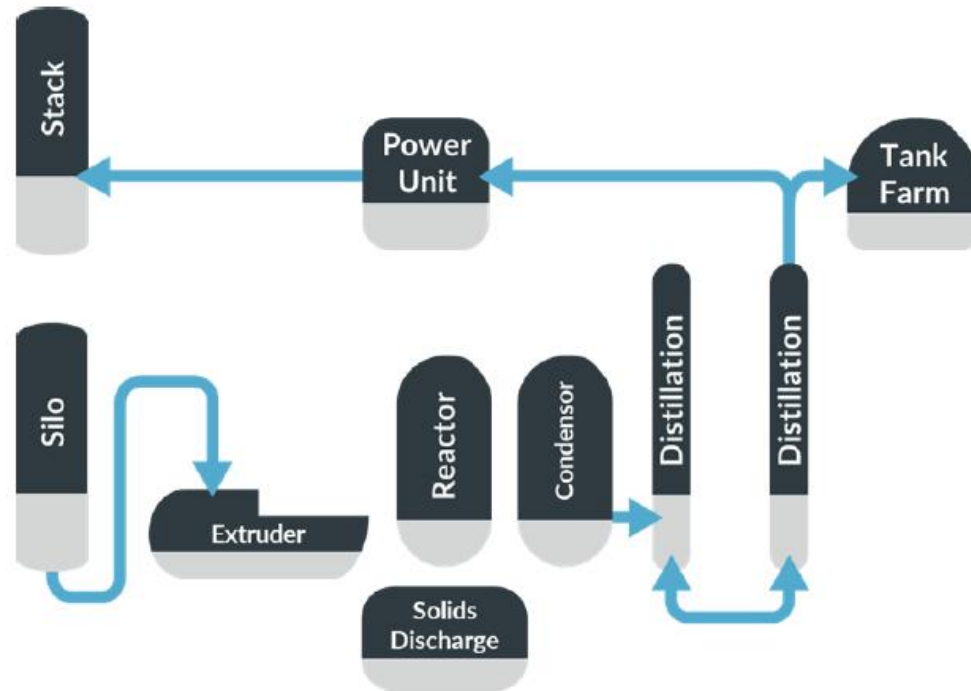 Stack
Power
Unit
Tank
Farm
Silo
Extruder
Reactor
Condensor
Distillation
Distillation
Solids
Discharge